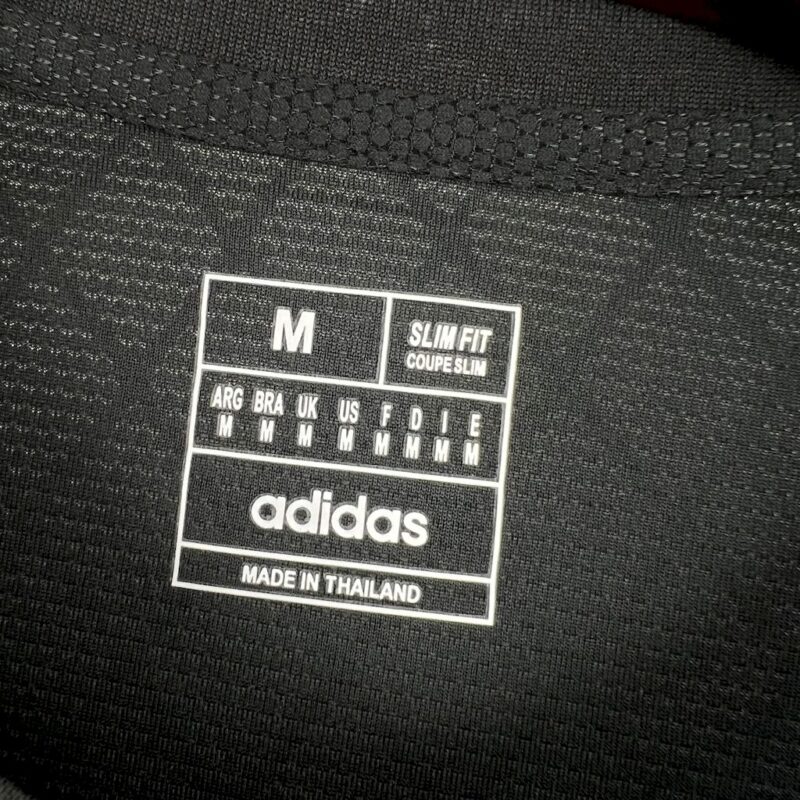 M
SLIM FIT
COUPE SLIM
ARG BRA UK US F D I E
M M M M M M M M
adidas
MADE IN THAILAND